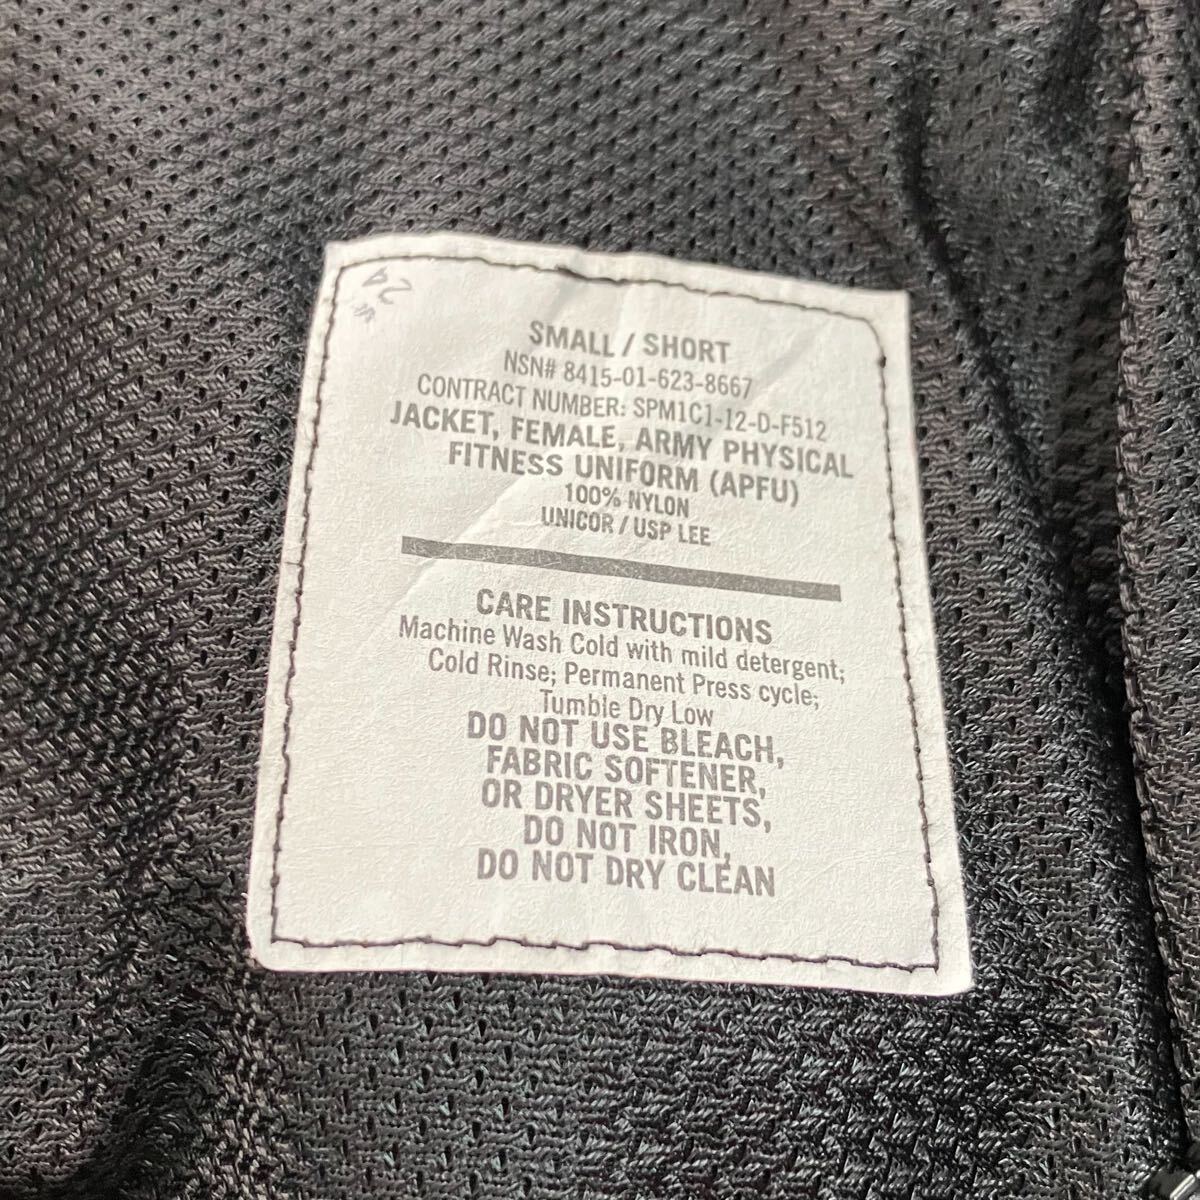 24
SMALL / SHORT
NSN# 8415-01-623-8667
CONTRACT NUMBER: SPM1C1-12-D-F512
JACKET, FEMALE, ARMY PHYSICAL
FITNESS UNIFORM (APFU)
100% NYLON
UNICOR / USP LEE
CARE INSTRUCTIONS
Machine Wash Cold with mild detergent;
Cold Rinse; Permanent Press cycle;
Tumble Dry Low
DO NOT USE BLEACH,
FABRIC SOFTENER,
OR DRYER SHEETS,
DO NOT IRON,
DO NOT DRY CLEAN